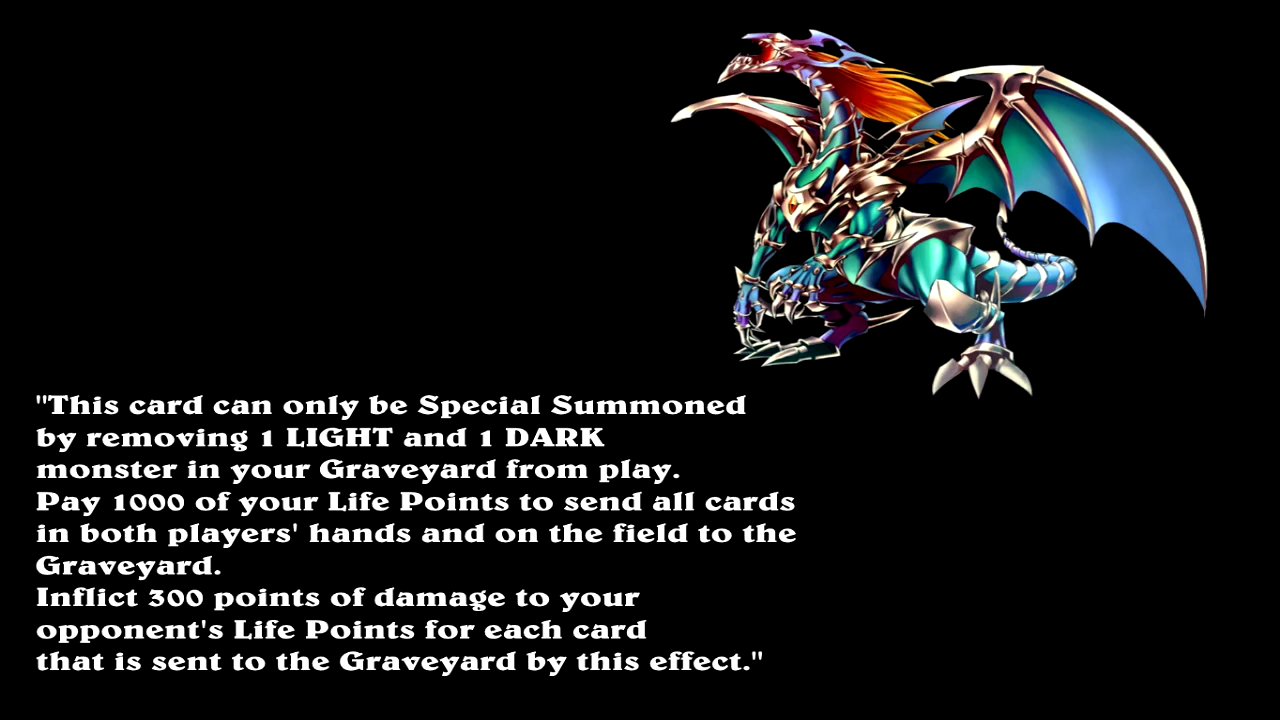 "This card can only be Special Summoned
by removing 1 LIGHT and 1 DARK
monster in your Graveyard from play.
Pay 1000 of your Life Points to send all cards
in both players' hands and on the field to the
Graveyard.
Inflict 300 points of damage to your
opponent's Life Points for each card
that is sent to the Graveyard by this effect."